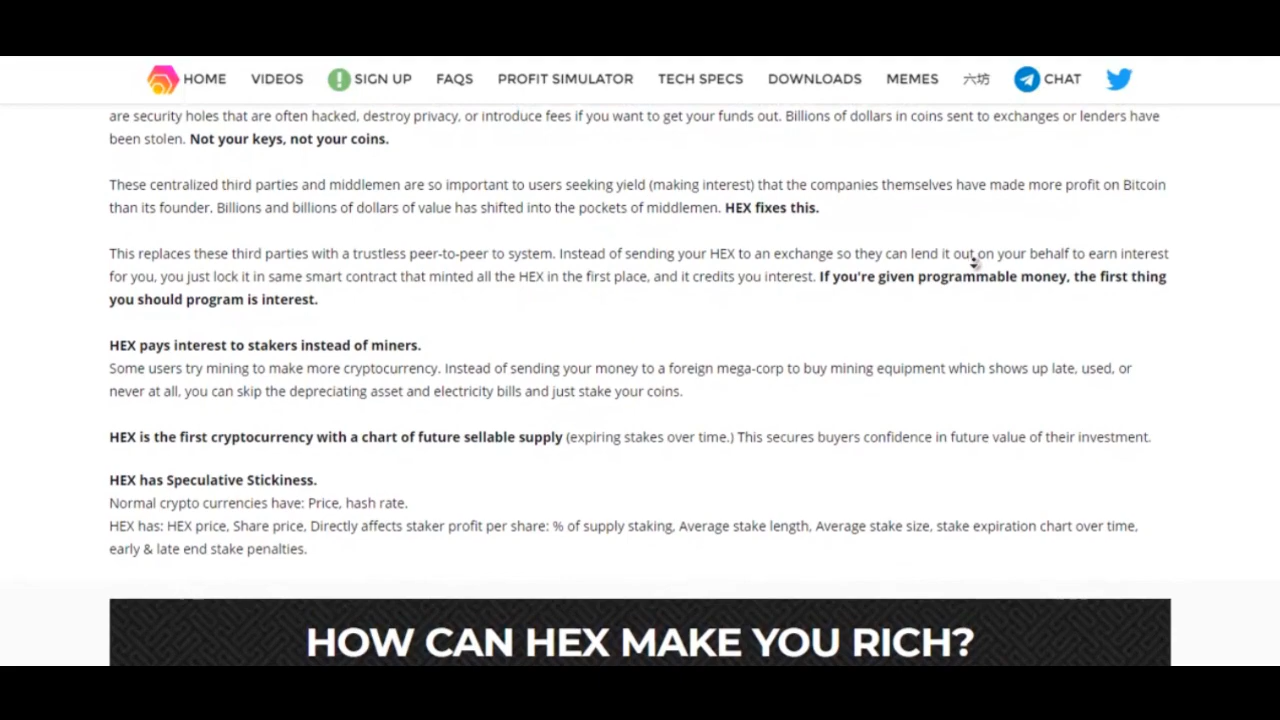 HOME VIDEOS SIGN UP FAQS PROFIT SIMULATOR TECH SPECS DOWNLOADS MEMES 六坊 CHAT
are security holes that are often hacked, destroy privacy, or introduce fees if you want to get your funds out. Billions of dollars in coins sent to exchanges or lenders have
been stolen. Not your keys, not your coins.
These centralized third parties and middlemen are so important to users seeking yield (making interest) that the companies themselves have made more profit on Bitcoin
than its founder. Billions and billions of dollars of value has shifted into the pockets of middlemen. HEX fixes this.
This replaces these third parties with a trustless peer-to-peer to system. Instead of sending your HEX to an exchange so they can lend it out on your behalf to earn interest
for you, you just lock it in same smart contract that minted all the HEX in the first place, and it credits you interest. If you're given programmable money, the first thing
you should program is interest.
HEX pays interest to stakers instead of miners.
Some users try mining to make more cryptocurrency. Instead of sending your money to a foreign mega-corp to buy mining equipment which shows up late, used, or
never at all, you can skip the depreciating asset and electricity bills and just stake your coins.
HEX is the first cryptocurrency with a chart of future sellable supply (expiring stakes over time.) This secures buyers confidence in future value of their investment.
HEX has Speculative Stickiness.
Normal crypto currencies have: Price, hash rate.
HEX has: HEX price, Share price, Directly affects staker profit per share: % of supply staking, Average stake length, Average stake size, stake expiration chart over time,
early & late end stake penalties.
HOW CAN HEX MAKE YOU RICH?